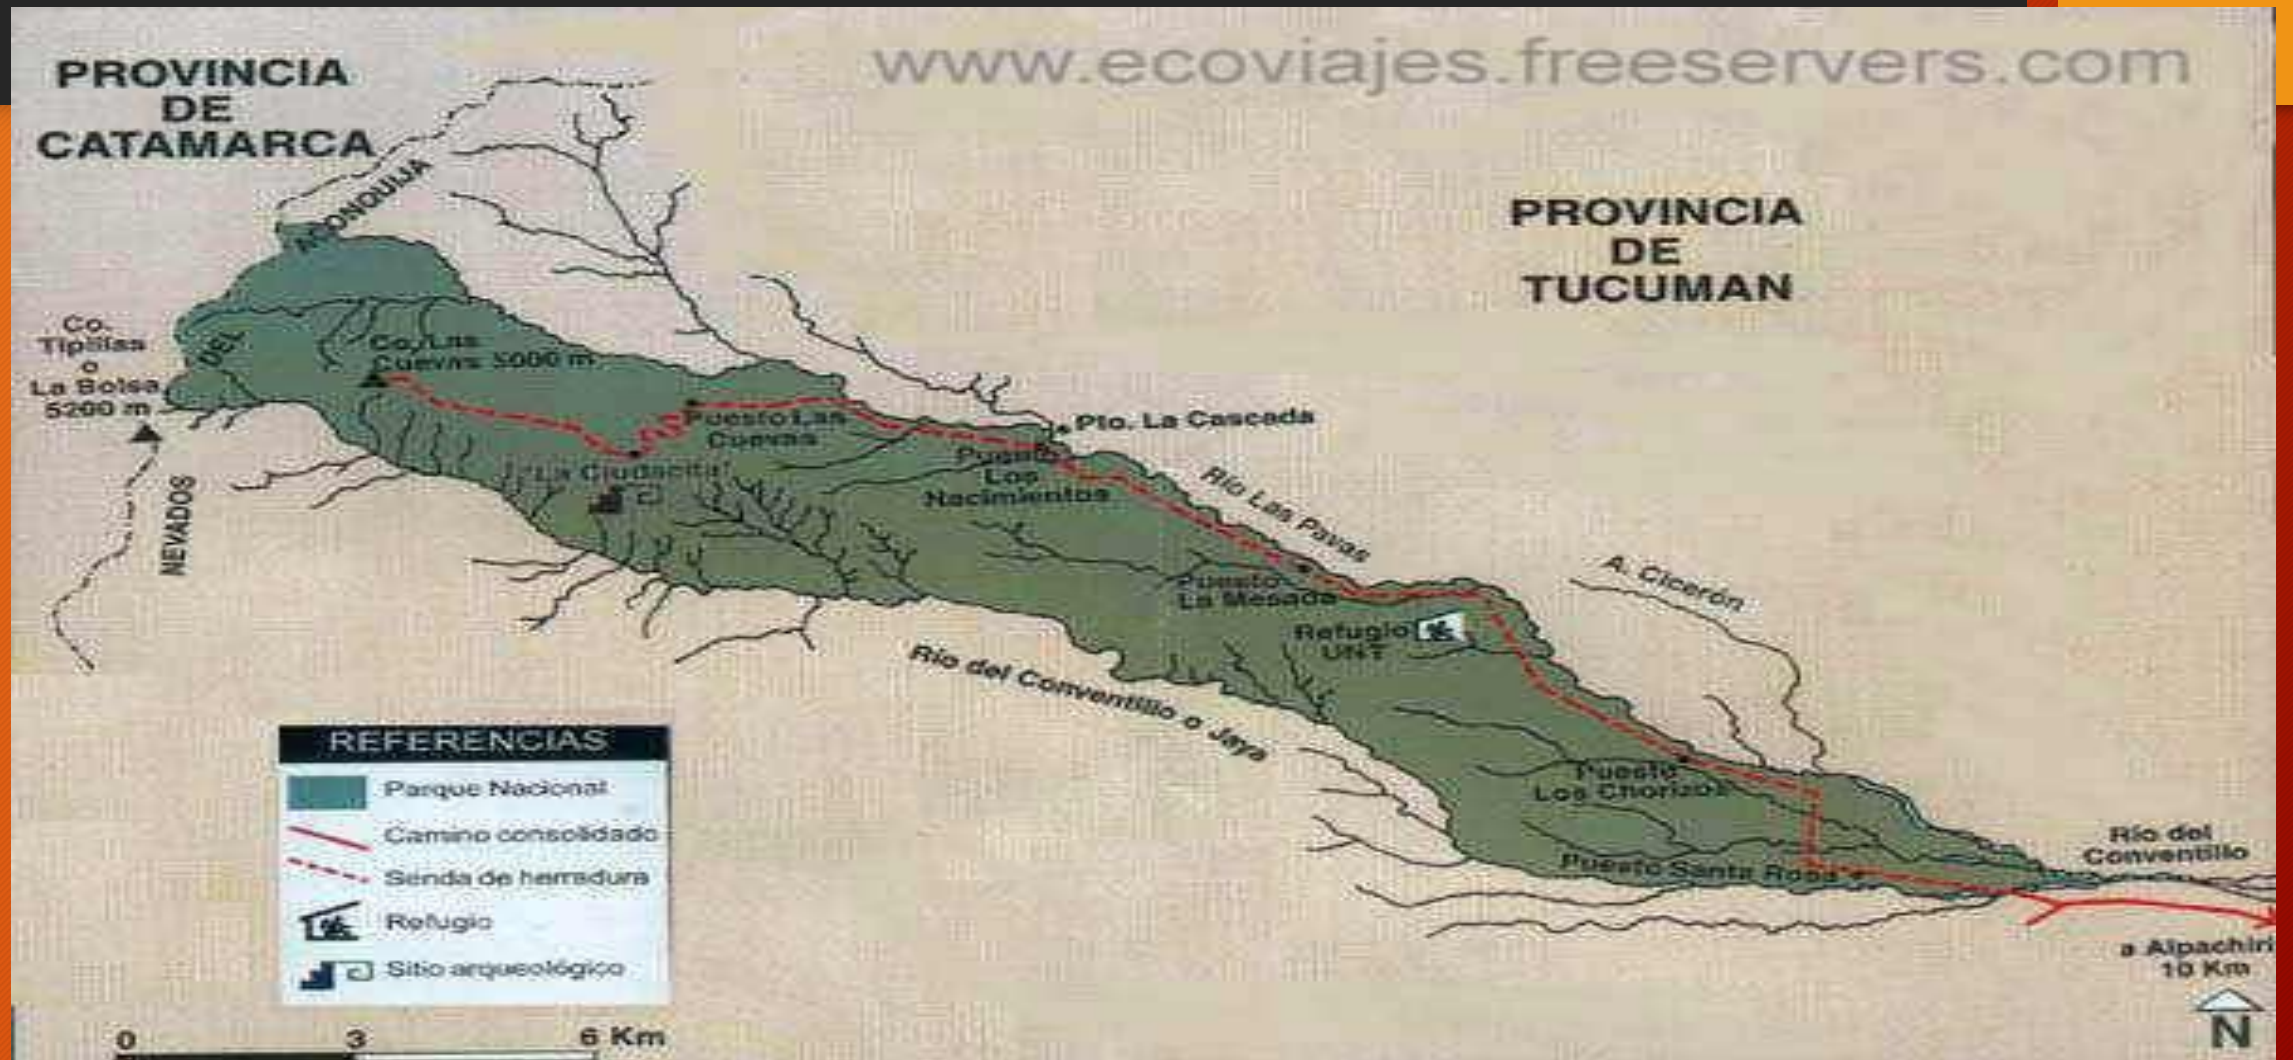 www.ecoviajes.freeservers.com
PROVINCIA
DE
CATAMARCA
ACONQUIJA
PROVINCIA
DE
TUCUMAN
Co.
Tipillas
o
La Bolsa
5200 m
DEL
Co. Las
Cuevas 5000 m
NEVADOS
Puesto Las
Cuevas
"La Ciudacita"
Pto. La Cascada
Puesto
Los
Nacimientos
Río Las Pavas
Puesto
La Mesada
A. Cicerón
Refugio
UNT
Río del Conventillo o Jaya
Puesto
Los Chorizos
Puesto Santa Rosa
Río del
Conventillo
a Alpachiri
10 Km
N
REFERENCIAS
Parque Nacional
Camino consolidado
Senda de herradura
Refugio
Sitio arqueológico
0 3 6 Km